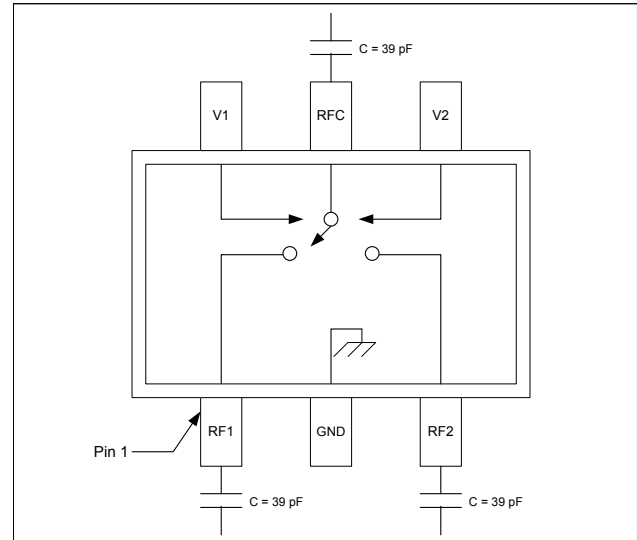 C = 39 pF
V1
RFC
V2
RF1
GND
RF2
Pin 1
C = 39 pF
C = 39 pF